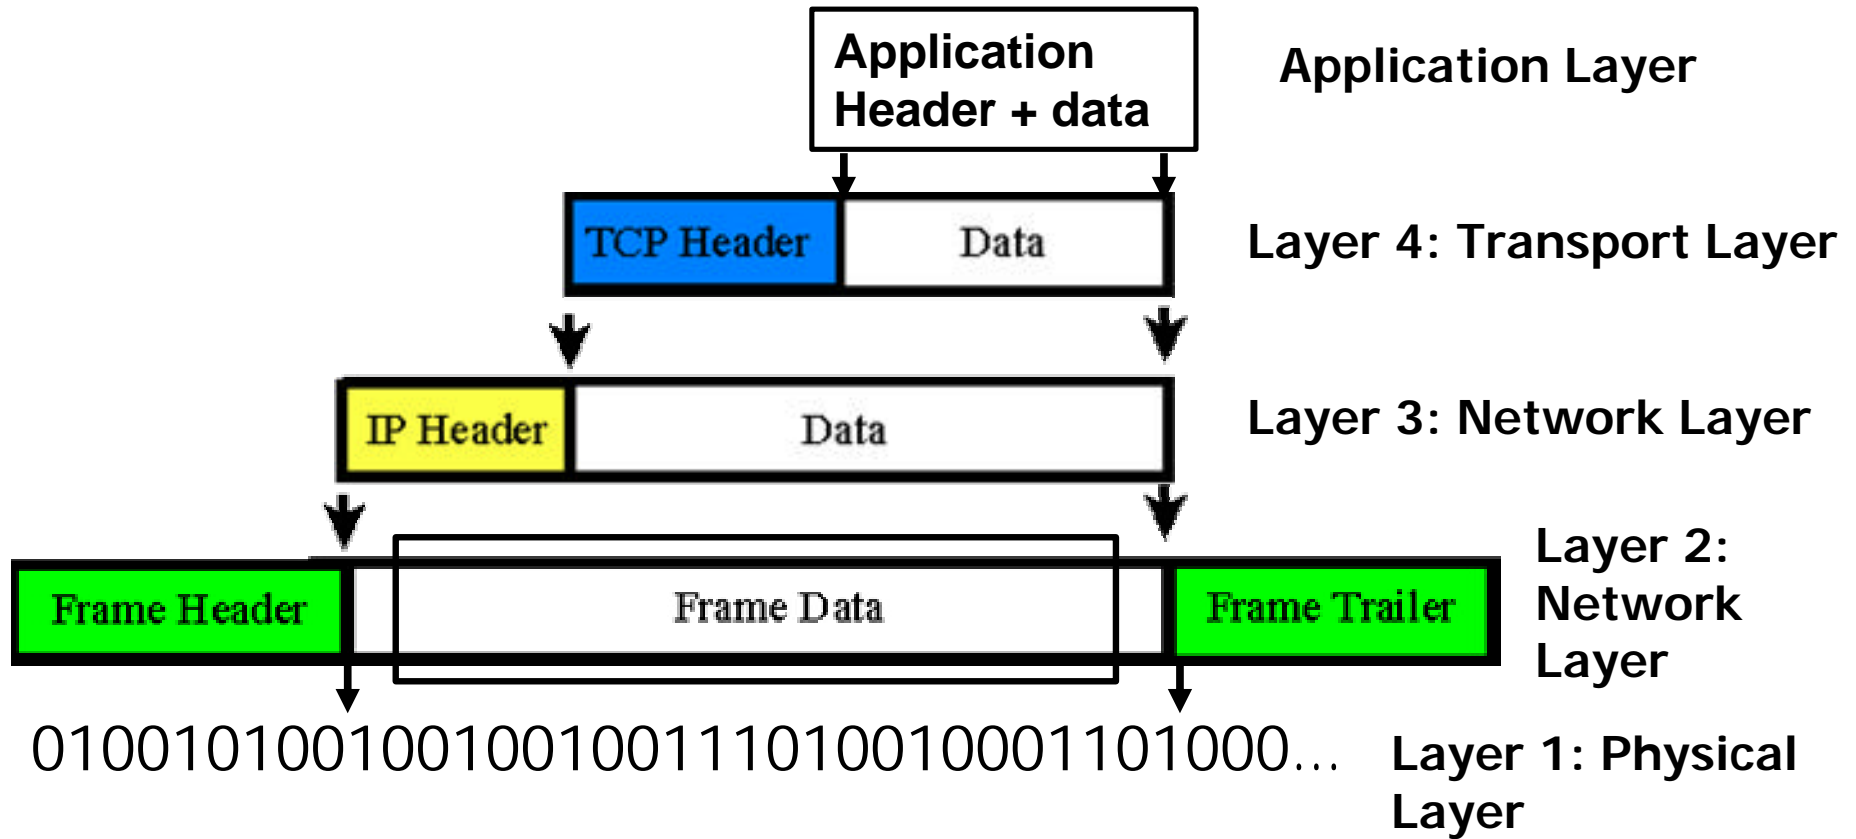 Application
Header + data
Application Layer
TCP Header
Data
Layer 4: Transport Layer
IP Header
Data
Layer 3: Network Layer
Frame Header
Frame Data
Frame Trailer
Layer 2:
Network
Layer
010010100100100100111010010001101000...
Layer 1: Physical
Layer